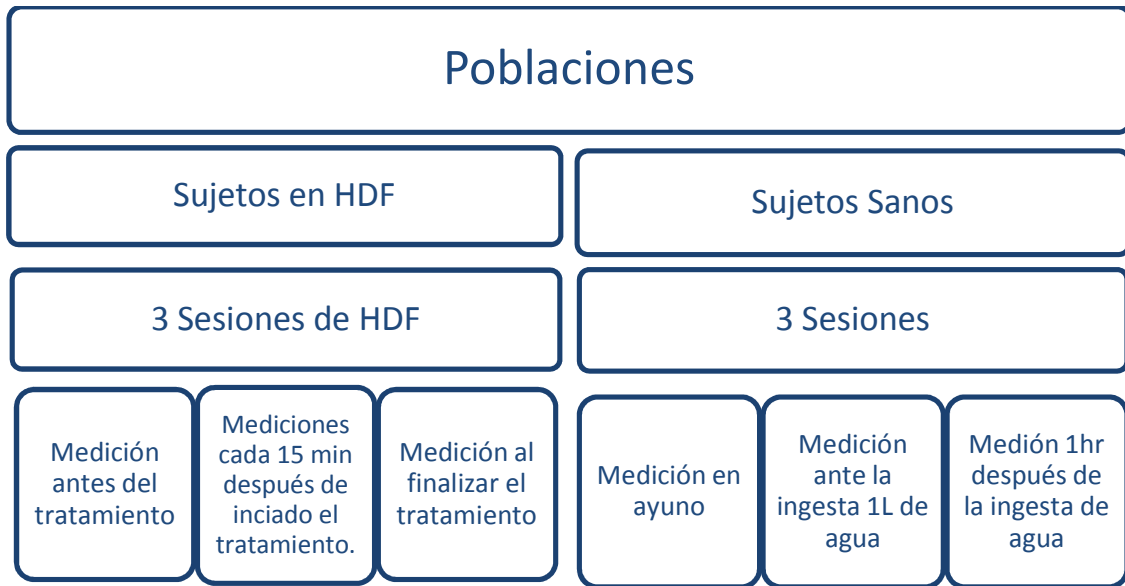 Poblaciones
Sujetos en HDF
Sujetos Sanos
3 Sesiones de HDF
3 Sesiones
Medición
antes del
tratamiento
Mediciones
cada 15 min
después de
inciado el
tratamiento.
Medición al
finalizar el
tratamiento
Medición en
ayuno
Medición
ante la
ingesta 1L de
agua
Medión 1hr
después de
la ingesta de
agua